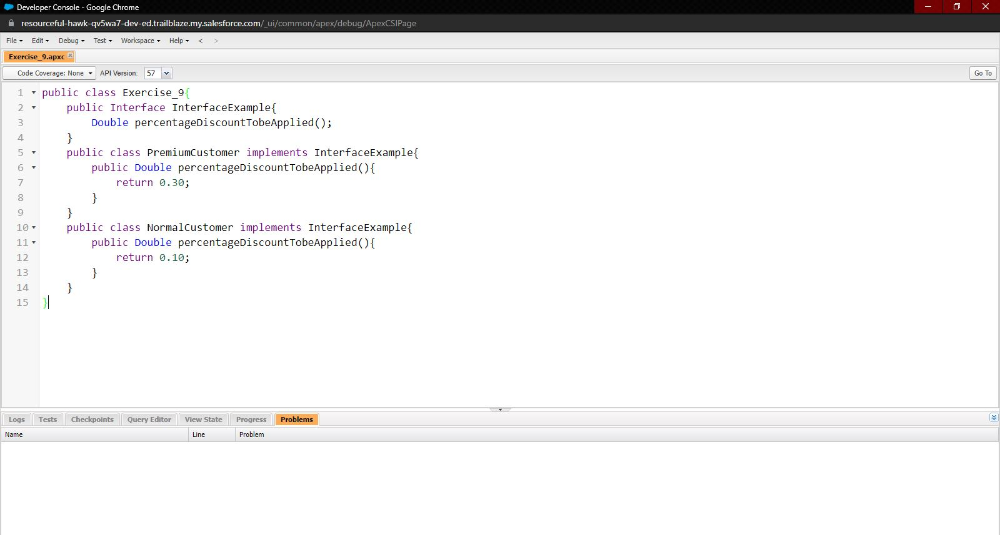 Developer Console - Google Chrome
resourceful-hawk-qv5wa7-dev-ed.trailblaze.my.salesforce.com/_ui/common/apex/debug/ApexCSIPage
File Edit Debug Test Workspace Help < >
Exercise_9.apxc
Code Coverage: None API Version: 57 Go To
1 public class Exercise_9{
2 public Interface InterfaceExample{
3 Double percentageDiscountTobeApplied();
4 }
5 public class PremiumCustomer implements InterfaceExample{
6 public Double percentageDiscountTobeApplied(){
7 return 0.30;
8 }
9 }
10 public class NormalCustomer implements InterfaceExample{
11 public Double percentageDiscountTobeApplied(){
12 return 0.10;
13 }
14 }
15 }
Logs Tests Checkpoints Query Editor View State Progress Problems
Name Line Problem